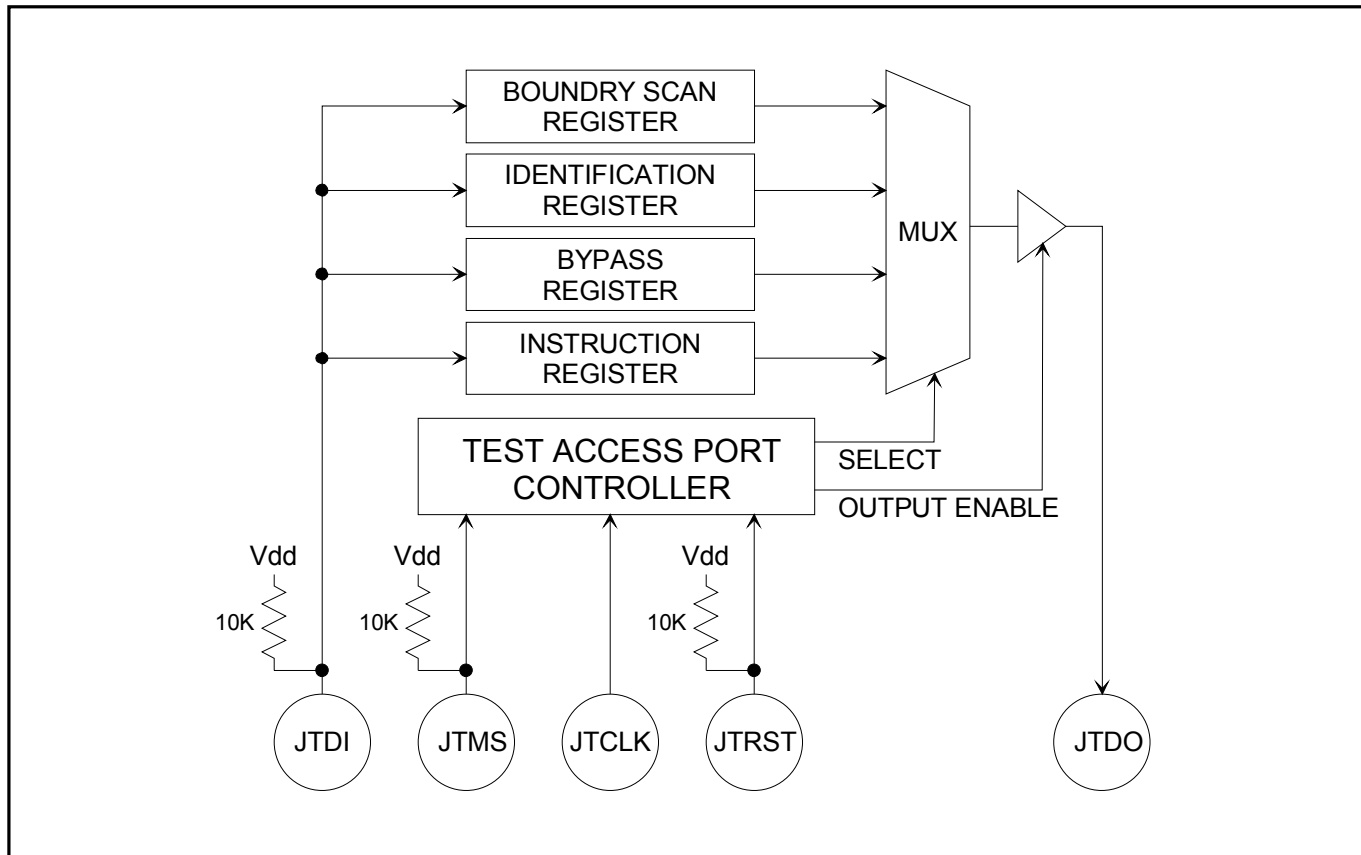 BOUNDRY SCAN
REGISTER
IDENTIFICATION
REGISTER
BYPASS
REGISTER
INSTRUCTION
REGISTER
MUX
TEST ACCESS PORT
CONTROLLER
SELECT
OUTPUT ENABLE
Vdd
10K
Vdd
10K
Vdd
10K
JTDI
JTMS
JTCLK
JTRST
JTDO